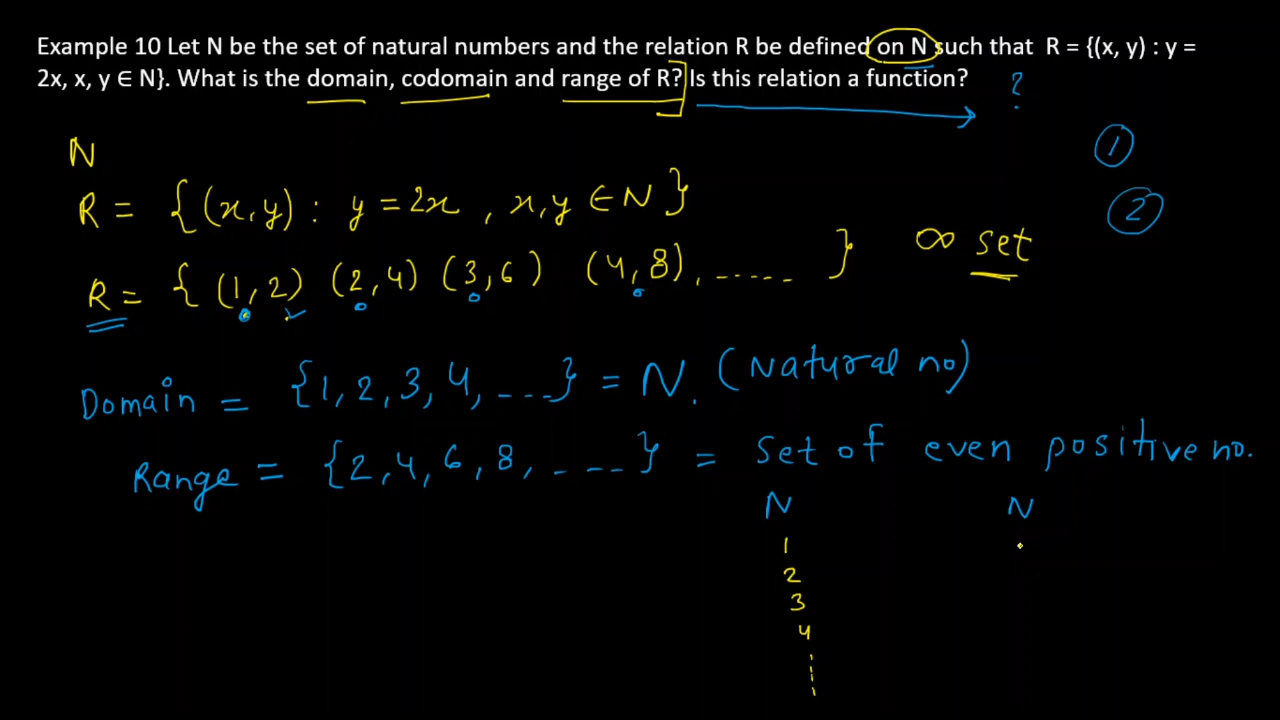 Example 10 Let N be the set of natural numbers and the relation R be defined on N such that R = {(x, y) : y =
2x, x, y ∈ N}. What is the domain, codomain and range of R? Is this relation a function?
?
N
1
R = { (x, y) : y = 2x , x, y ∈ N }
2
R = { (1, 2) (2, 4) (3, 6) (4, 8), ...... } ∞ set
Domain = {1, 2, 3, 4, ---} = N. (Natural no)
Range = {2, 4, 6, 8, ---- } = Set of even positive no.
N N
1
2
3
4